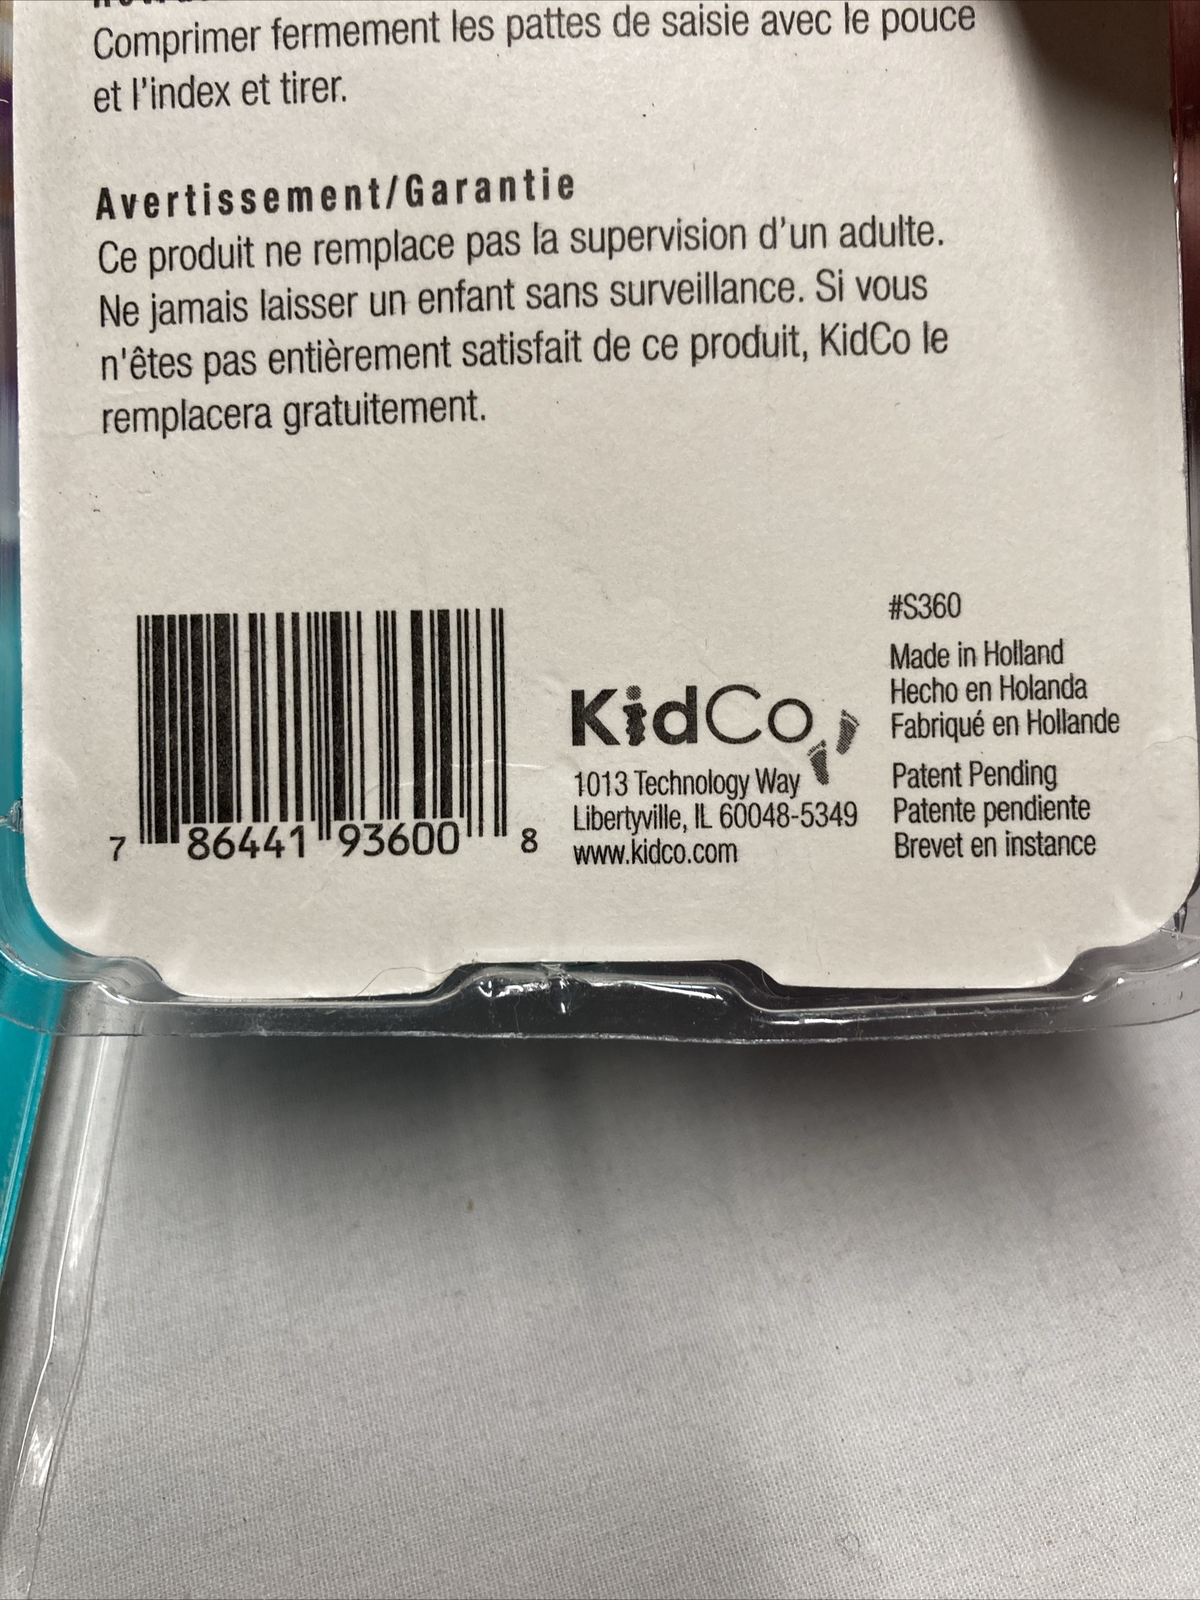 Comprimer fermement les pattes de saisie avec le pouce
et l'index et tirer.
Avertissement/Garantie
Ce produit ne remplace pas la supervision d'un adulte.
Ne jamais laisser un enfant sans surveillance. Si vous
n'êtes pas entièrement satisfait de ce produit, KidCo le
remplacera gratuitement.
7 86441 93600 8
KidCo
1013 Technology Way
Libertyville, IL 60048-5349
www.kidco.com
#S360
Made in Holland
Hecho en Holanda
Fabriqué en Hollande
Patent Pending
Patente pendiente
Brevet en instance